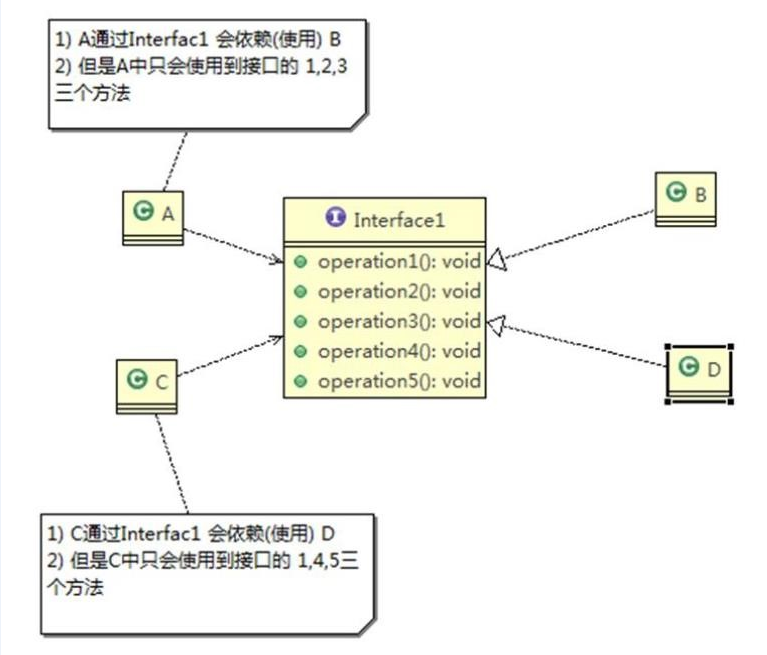 1) A通过Interfac1 会依赖(使用) B
2) 但是A中只会使用到接口的 1,2,3
三个方法
A
B
Interface1
operation1(): void
operation2(): void
operation3(): void
operation4(): void
operation5(): void
C
D
1) C通过Interfac1 会依赖(使用) D
2) 但是C中只会使用到接口的 1,4,5三
个方法